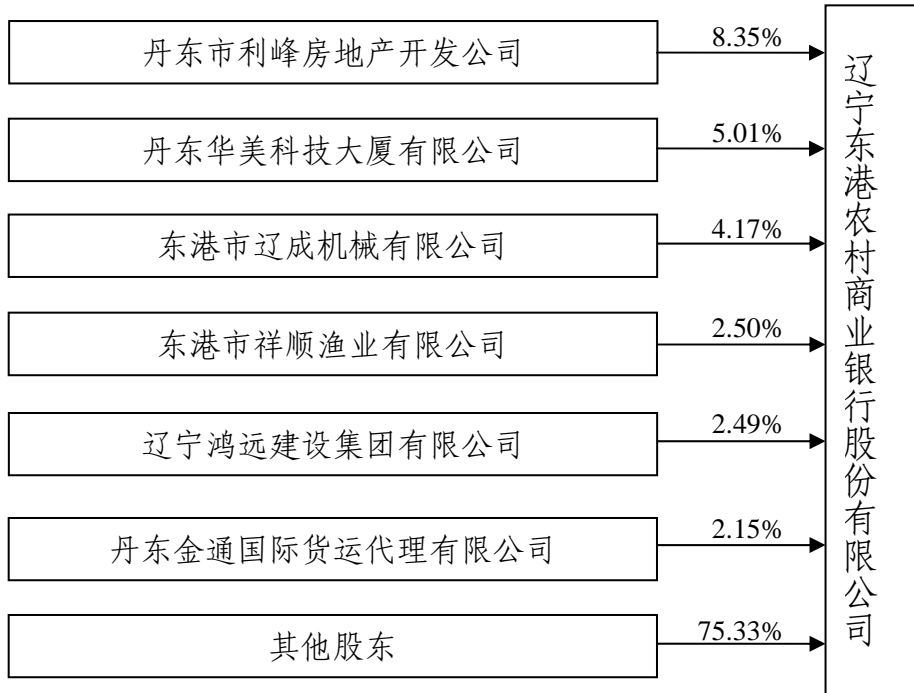 丹东市利峰房地产开发公司
8.35%
丹东华美科技大厦有限公司
5.01%
东港市辽成机械有限公司
4.17%
东港市祥顺渔业有限公司
2.50%
辽宁鸿远建设集团有限公司
2.49%
丹东金通国际货运代理有限公司
2.15%
其他股东
75.33%
辽宁东港农村商业银行股份有限公司